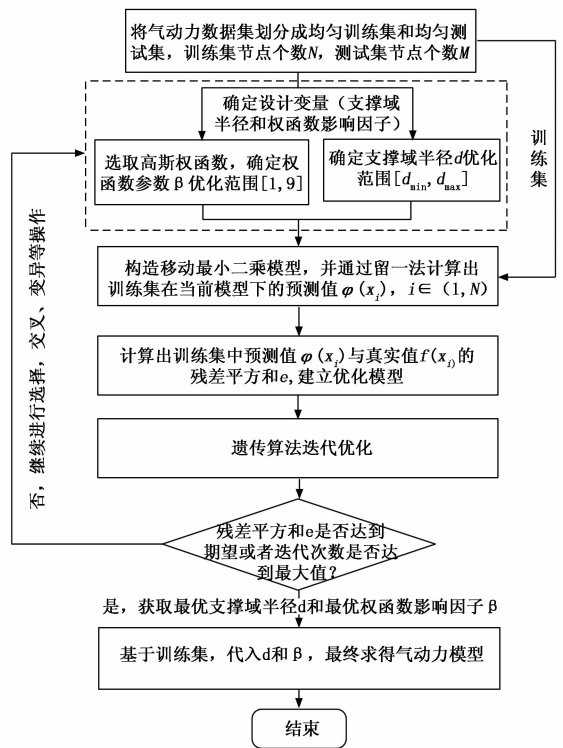 将气动力数据集划分成均匀训练集和均匀测
试集，训练集节点个数N，测试集节点个数M
确定设计变量（支撑域
半径和权函数影响因子）
选取高斯权函数，确定权
函数参数β优化范围[1,9]
确定支撑域半径d优化
范围[dmin,dmax]
训练集
构造移动最小二乘模型，并通过留一法计算出
训练集在当前模型下的预测值φ(xi)，i∈（1,N）
计算出训练集中预测值φ(xi)与真实值f(xi)的
残差平方和e,建立优化模型
遗传算法迭代优化
残差平方和e是否达到
期望或者迭代次数是否达
到最大值？
否，继续进行选择，交叉、变异等操作
是，获取最优支撑域半径d和最优权函数影响因子β
基于训练集，代入d和β，最终求得气动力模型
结束